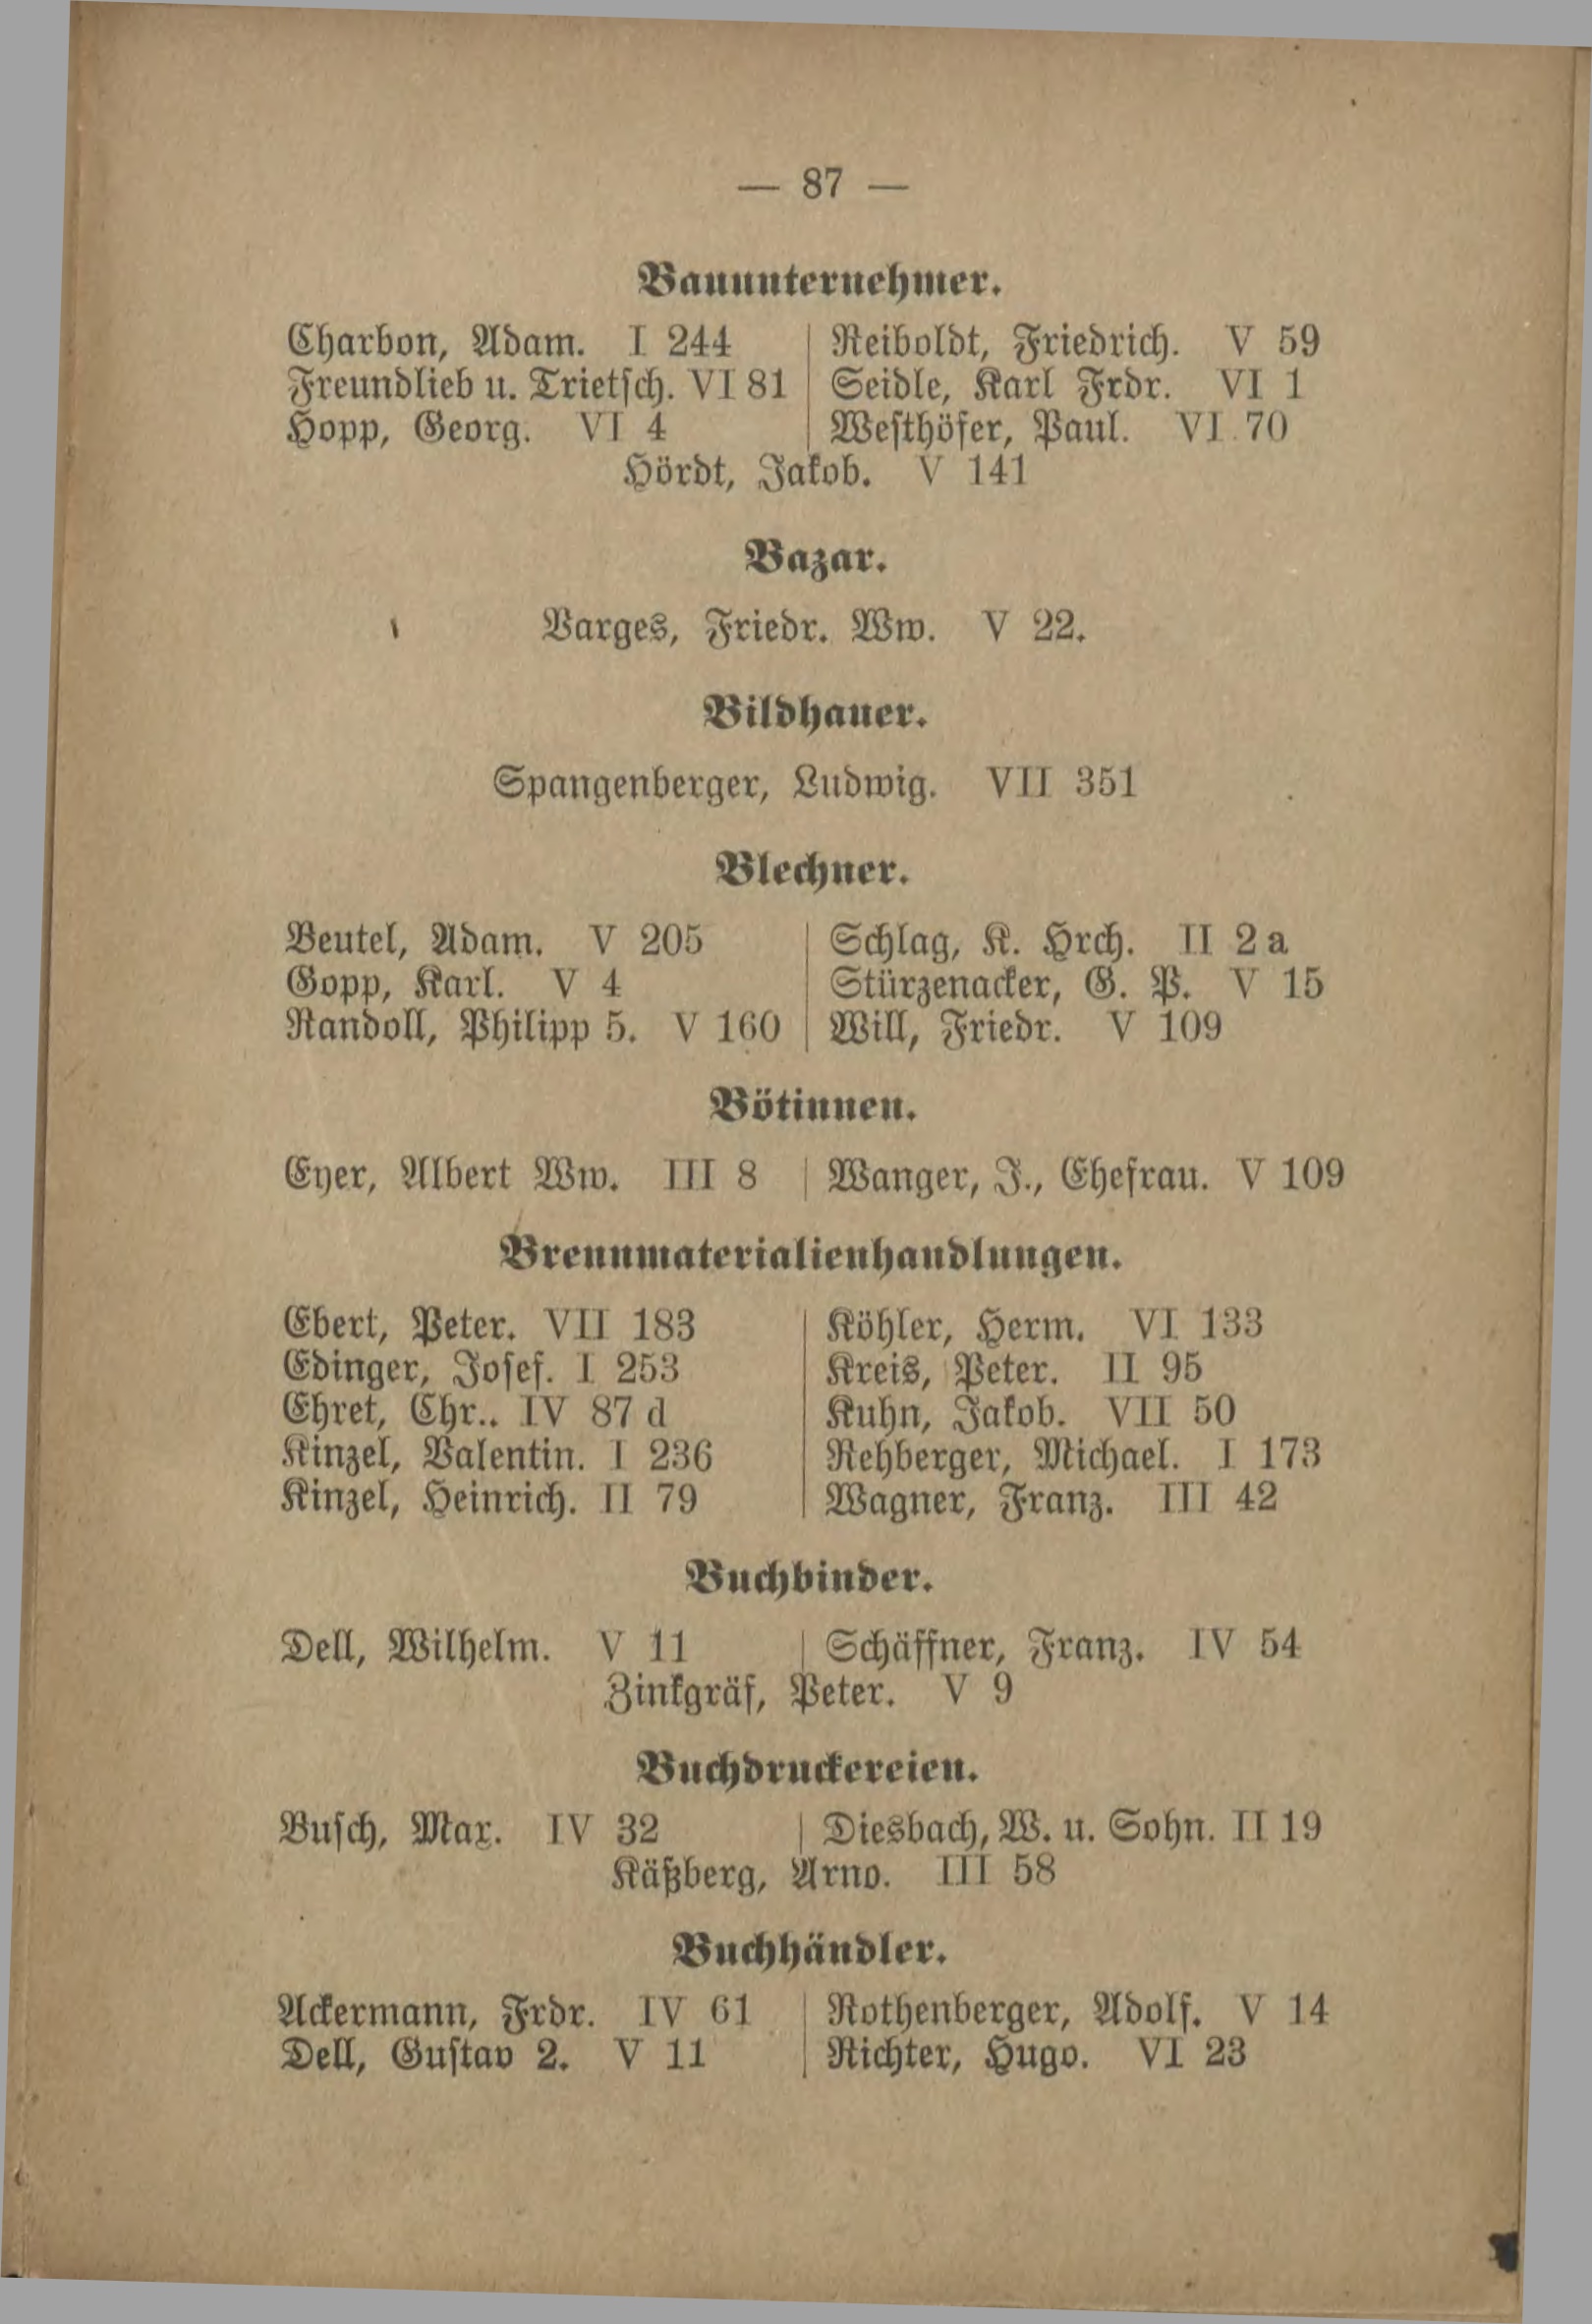 — 87 —
Bauunternehmer.
Charbon, Adam. I 244
Freundlieb u. Trietsch. VI 81
Hopp, Georg. VI 4
Reiboldt, Friedrich. V 59
Seidle, Karl Frdr. VI 1
Westhöfer, Paul. VI 70
Hördt, Jakob. V 141
Bazar.
Varges, Friedr. Ww. V 22.
Bildhauer.
Spangenberger, Ludwig. VII 351
Blechner.
Beutel, Adam. V 205
Gopp, Karl. V 4
Randoll, Philipp 5. V 160
Schlag, K. Hrch. II 2 a
Stürzenacker, G. P. V 15
Will, Friedr. V 109
Bötinnen.
Eyer, Albert Ww. III 8
Wanger, J., Ehefrau. V 109
Brennmaterialienhandlungen.
Ebert, Peter. VII 183
Edinger, Josef. I 253
Ehret, Chr.. IV 87 d
Kinzel, Valentin. I 236
Kinzel, Heinrich. II 79
Köhler, Herm. VI 133
Kreis, Peter. II 95
Kuhn, Jakob. VII 50
Rehberger, Michael. I 173
Wagner, Franz. III 42
Buchbinder.
Dell, Wilhelm. V 11
Schäffner, Franz. IV 54
Zinkgräf, Peter. V 9
Buchdruckereien.
Busch, Max. IV 32
Diesbach, W. u. Sohn. II 19
Käßberg, Arno. III 58
Buchhändler.
Ackermann, Frdr. IV 61
Dell, Gustav 2. V 11
Rothenberger, Adolf. V 14
Richter, Hugo. VI 23